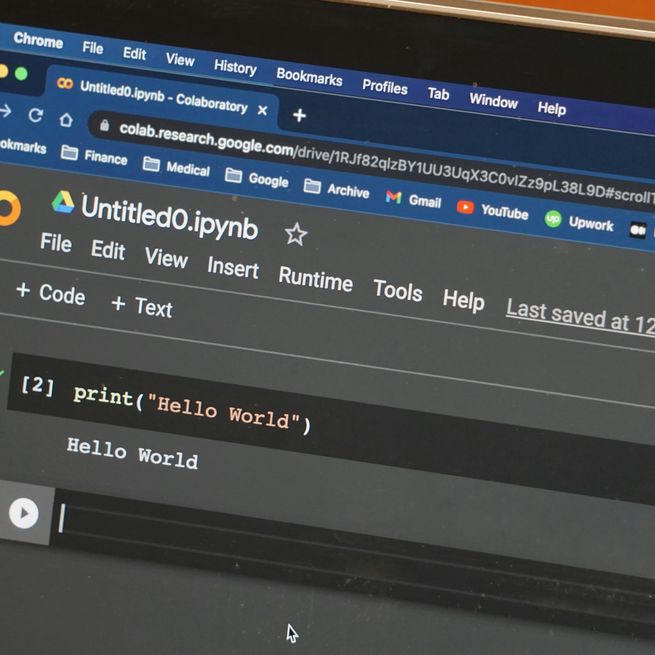 Chrome File Edit View History Bookmarks Profiles Tab Window Help
Untitled0.ipynb - Colaboratory
colab.research.google.com/drive/1RJf82qIzBY1UU3UqX3C0vIZz9pL38L9D#scrollT
okmarks Finance Medical Google Archive Gmail YouTube up Upwork
Untitled0.ipynb
File Edit View Insert Runtime Tools Help Last saved at 12
+ Code + Text
[2] print("Hello World")
Hello World